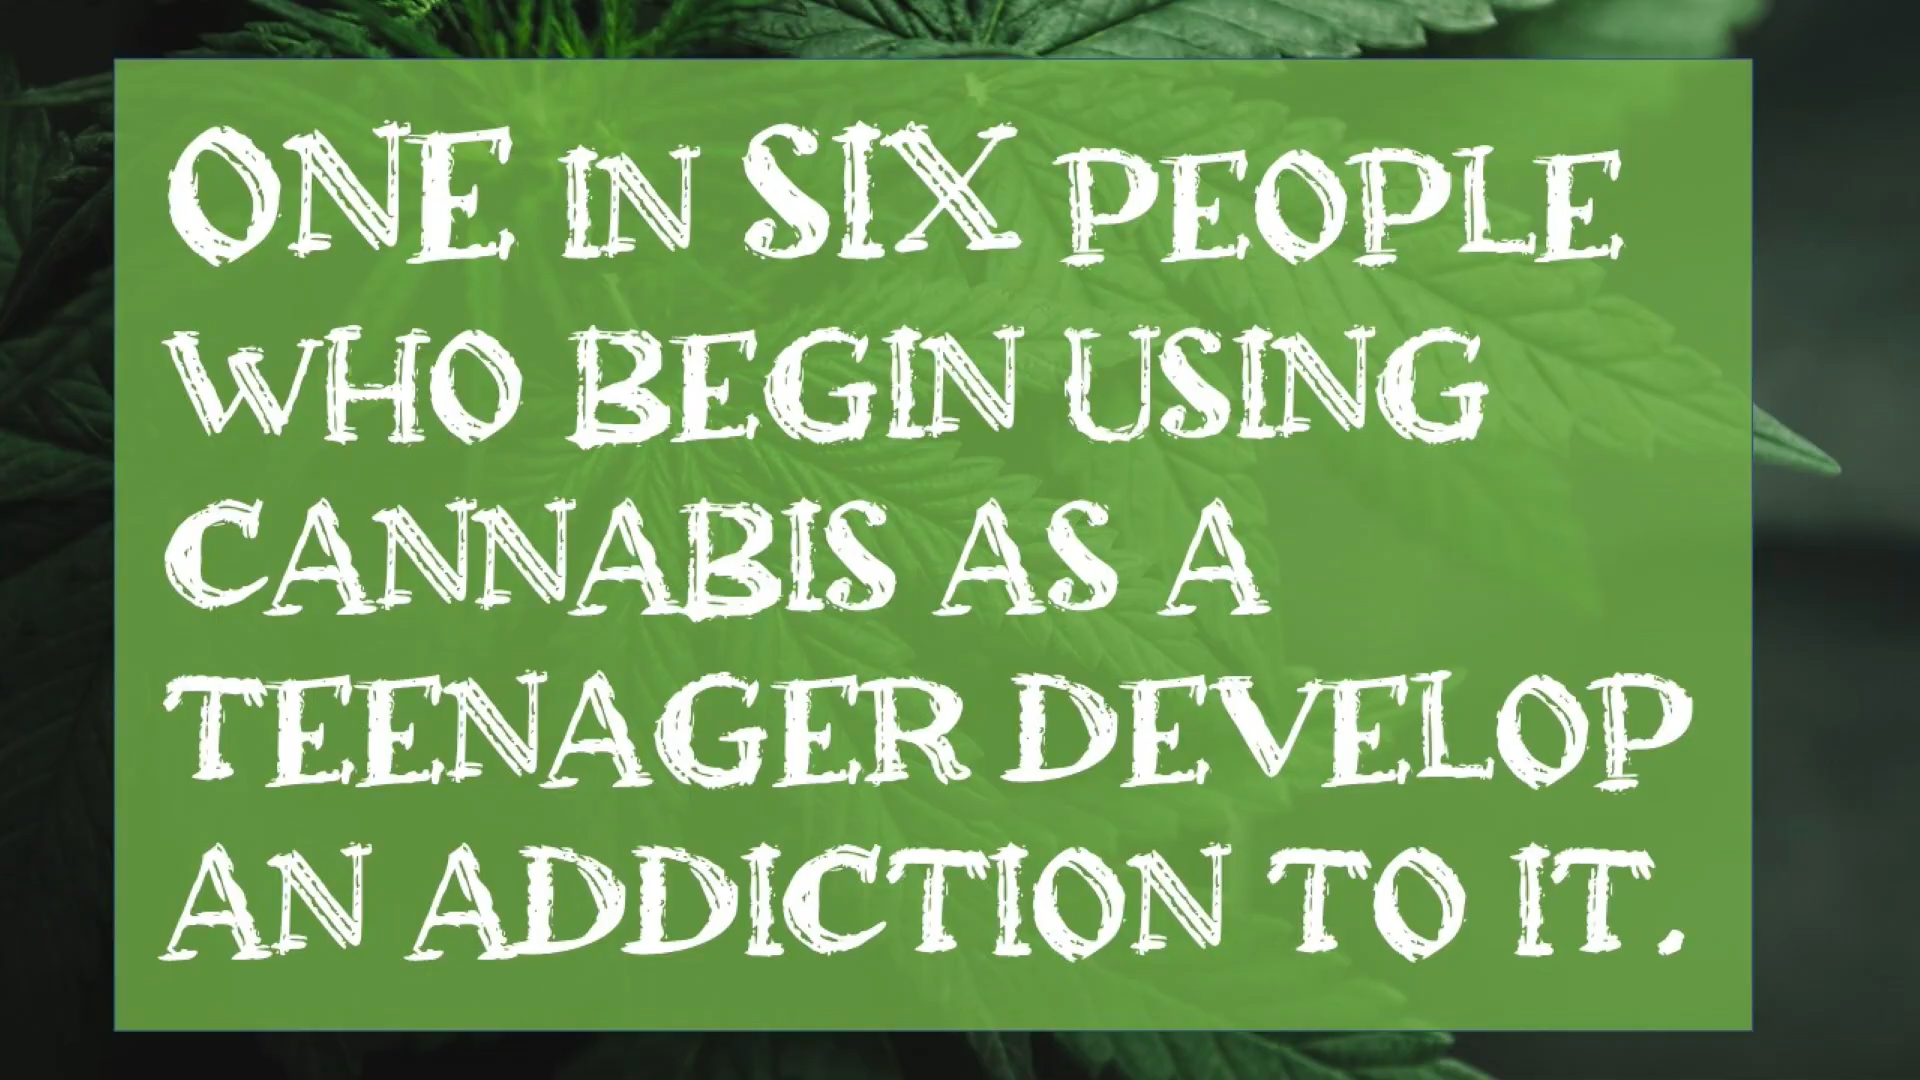 ONE IN SIX PEOPLE
WHO BEGIN USING
CANNABIS AS A
TEENAGER DEVELOP
AN ADDICTION TO IT.